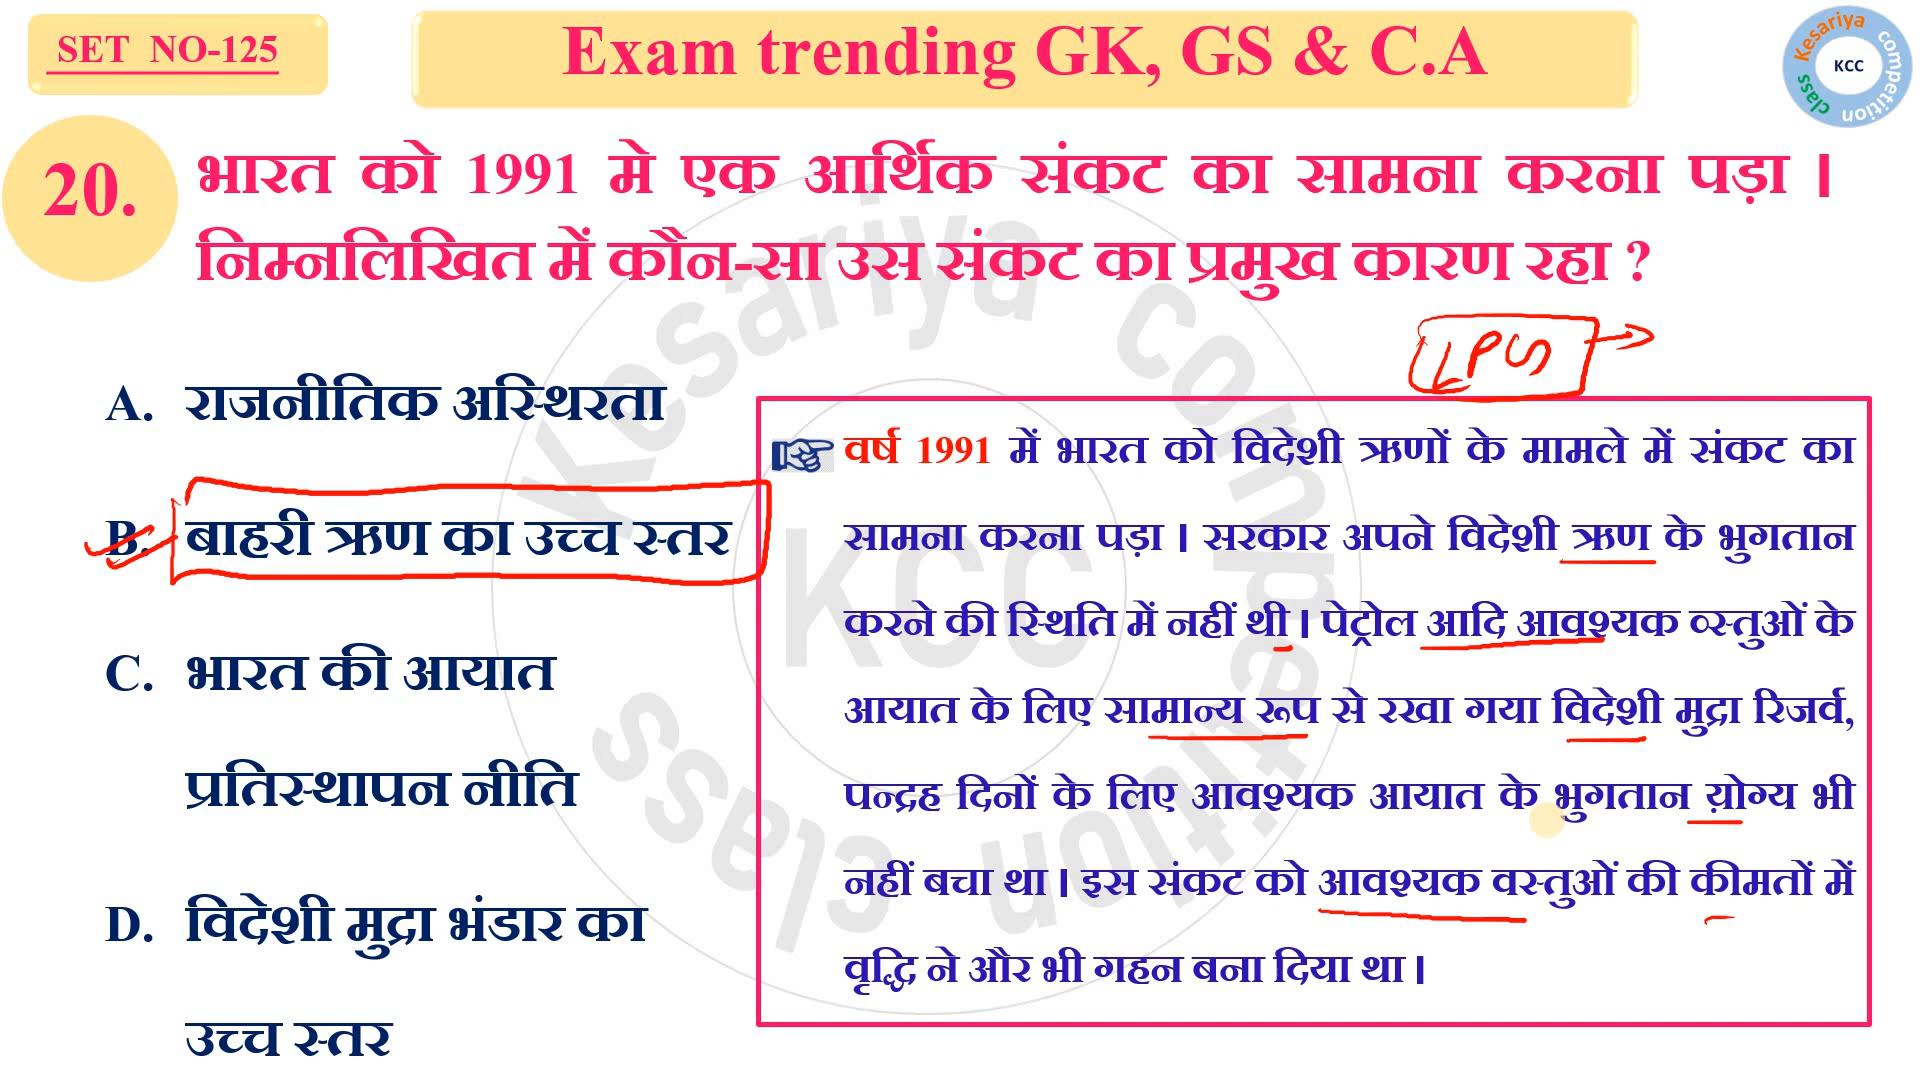 SET NO-125
Exam trending GK, GS & C.A
Kesariya competition class
KCC
20.
भारत को 1991 मे एक आर्थिक संकट का सामना करना पड़ा ।
निम्नलिखित में कौन-सा उस संकट का प्रमुख कारण रहा ?
A. राजनीतिक अस्थिरता
B. बाहरी ऋण का उच्च स्तर
C. भारत की आयात
प्रतिस्थापन नीति
D. विदेशी मुद्रा भंडार का
उच्च स्तर
वर्ष 1991 में भारत को विदेशी ऋणों के मामले में संकट का
सामना करना पड़ा । सरकार अपने विदेशी ऋण के भुगतान
करने की स्थिति में नहीं थी । पेट्रोल आदि आवश्यक व्स्तुओं के
आयात के लिए सामान्य रूप से रखा गया विदेशी मुद्रा रिजर्व,
पन्द्रह दिनों के लिए आवश्यक आयात के भुगतान य़ोग्य भी
नहीं बचा था । इस संकट को आवश्यक वस्तुओं की कीमतों में
वृद्धि ने और भी गहन बना दिया था ।
Kesariya competition class
KCC